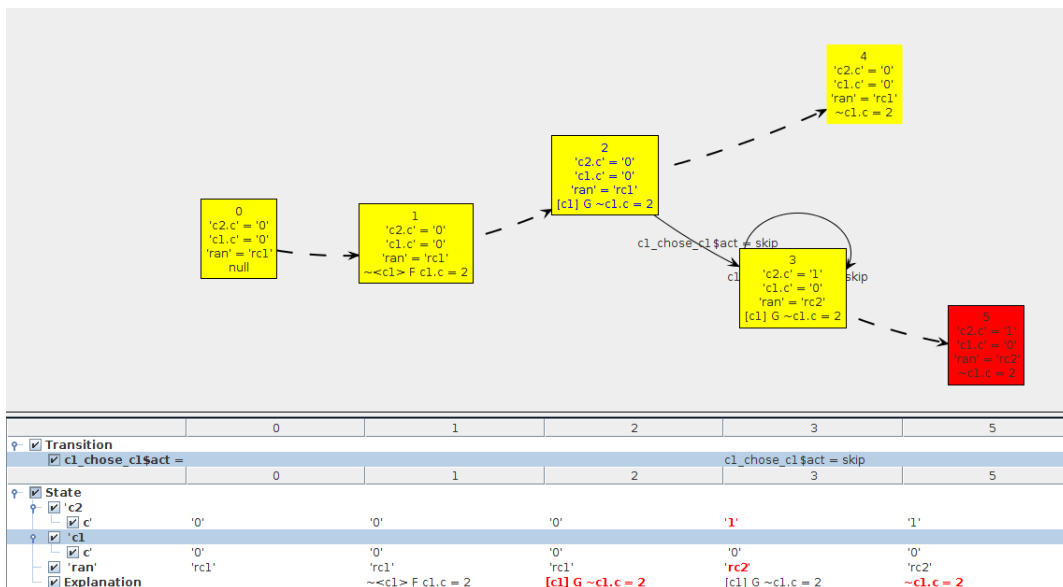 4
'c2.c' = '0'
'c1.c' = '0'
'ran' = 'rc1'
~c1.c = 2
2
'c2.c' = '0'
'c1.c' = '0'
'ran' = 'rc1'
[c1] G ~c1.c = 2
0
'c2.c' = '0'
'c1.c' = '0'
'ran' = 'rc1'
null
1
'c2.c' = '0'
'c1.c' = '0'
'ran' = 'rc1'
~<c1> F c1.c = 2
c1_chose_c1$act = skip
3
'c2.c' = '1'
'c1.c' = '0'
'ran' = 'rc2'
[c1] G ~c1.c = 2
skip
5
'c2.c' = '1'
'c1.c' = '0'
'ran' = 'rc2'
~c1.c = 2
0 1 2 3 5
Transition
c1_chose_c1$act = c1_chose_c1$act = skip
0 1 2 3 5
State
'c2
c' '0' '0' '0' '1' '1'
'c1
c' '0' '0' '0' '0' '0'
'ran' 'rc1' 'rc1' 'rc1' 'rc2' 'rc2'
Explanation ~<c1> F c1.c = 2 [c1] G ~c1.c = 2 [c1] G ~c1.c = 2 ~c1.c = 2